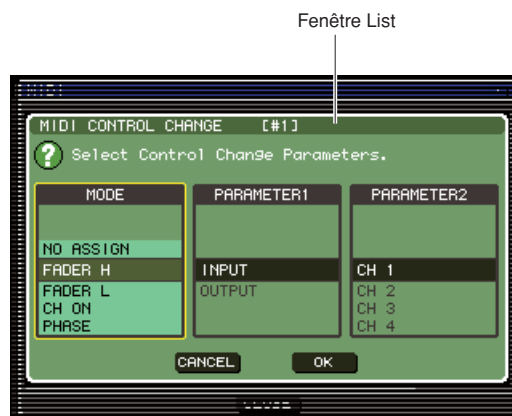 Fenêtre List
MIDI
MIDI CONTROL CHANGE [#1]
? Select Control Change Parameters.
MODE PARAMETER1 PARAMETER2
NO ASSIGN
FADER H INPUT CH 1
FADER L OUTPUT CH 2
CH ON CH 3
PHASE CH 4
CANCEL OK